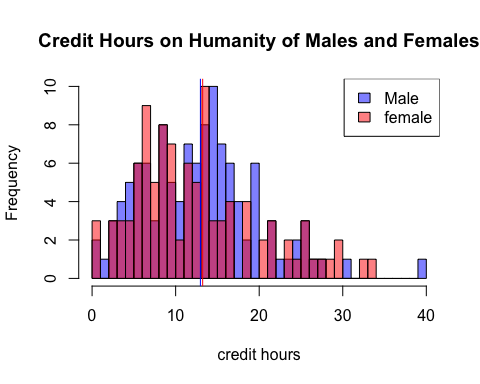 Credit Hours on Humanity of Males and Females
Frequency
10
8
6
4
2
0
Male
female
0 10 20 30 40
credit hours